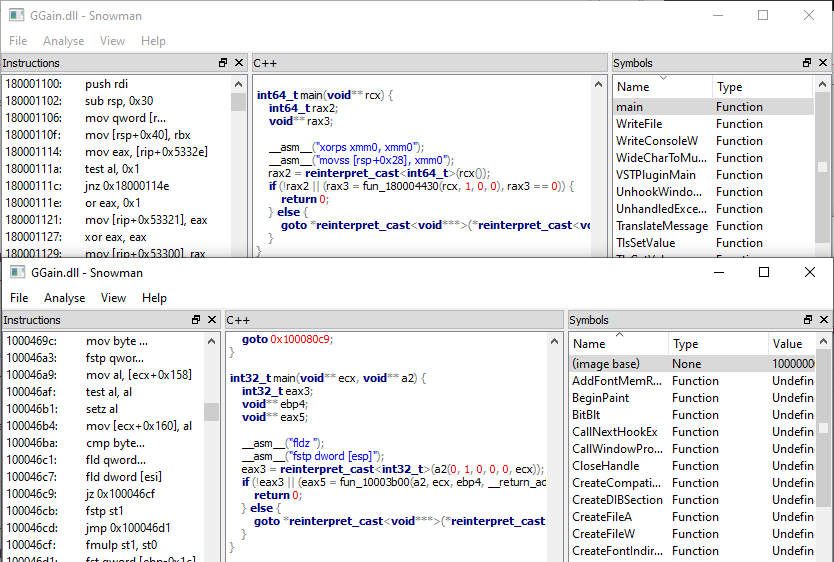 GGain.dll - Snowman
File Analyse View Help
Instructions
180001100: push rdi
180001102: sub rsp, 0x30
180001106: mov qword [r...
18000110f: mov [rsp+0x40], rbx
180001114: mov eax, [rip+0x5332e]
18000111a: test al, 0x1
18000111c: jnz 0x18000114e
18000111e: or eax, 0x1
180001121: mov [rip+0x53321], eax
180001127: xor eax, eax
180001129: mov [rip+0x53300], rax
C++
int64_t main(void** rcx) {
int64_t rax2;
void** rax3;
__asm__("xorps xmm0, xmm0");
__asm__("movss [rsp+0x28], xmm0");
rax2 = reinterpret_cast<int64_t>(rcx());
if (!rax2 || (rax3 = fun_180004430(rcx, 1, 0, 0), rax3 == 0)) {
return 0;
} else {
goto *reinterpret_cast<void***>(*reinterpret_cast<vo
}
}
Symbols
Name Type
main Function
WriteFile Function
WriteConsoleW Function
WideCharToMu... Function
VSTPluginMain Function
UnhookWindo... Function
UnhandledExce... Function
TranslateMessage Function
TlsSetValue Function
GGain.dll - Snowman
File Analyse View Help
Instructions
1000469c: mov byte ...
100046a3: fstp qwor...
100046a9: mov al, [ecx+0x158]
100046af: test al, al
100046b1: setz al
100046b4: mov [ecx+0x160], al
100046ba: cmp byte...
100046c1: fld qword...
100046c7: fld dword [esi]
100046c9: jz 0x100046cf
100046cb: fstp st1
100046cd: jmp 0x100046d1
100046cf: fmulp st1, st0
100046d1: fst qword [ebp-0x1c]
C++
goto 0x100080c9;
}
int32_t main(void** ecx, void** a2) {
int32_t eax3;
void** ebp4;
void** eax5;
__asm__("fldz ");
__asm__("fstp dword [esp]");
eax3 = reinterpret_cast<int32_t>(a2(0, 1, 0, 0, 0, ecx));
if (!eax3 || (eax5 = fun_10003b00(a2, ecx, ebp4, __return_ad
return 0;
} else {
goto *reinterpret_cast<void***>(*reinterpret_cast
}
}
Symbols
Name Type Value
(image base) None 1000000
AddFontMemR... Function Undefin
BeginPaint Function Undefin
BitBlt Function Undefin
CallNextHookEx Function Undefin
CallWindowPro... Function Undefin
CloseHandle Function Undefin
CreateCompati... Function Undefin
CreateDIBSection Function Undefin
CreateFileA Function Undefin
CreateFileW Function Undefin
CreateFontIndir... Function Undefin